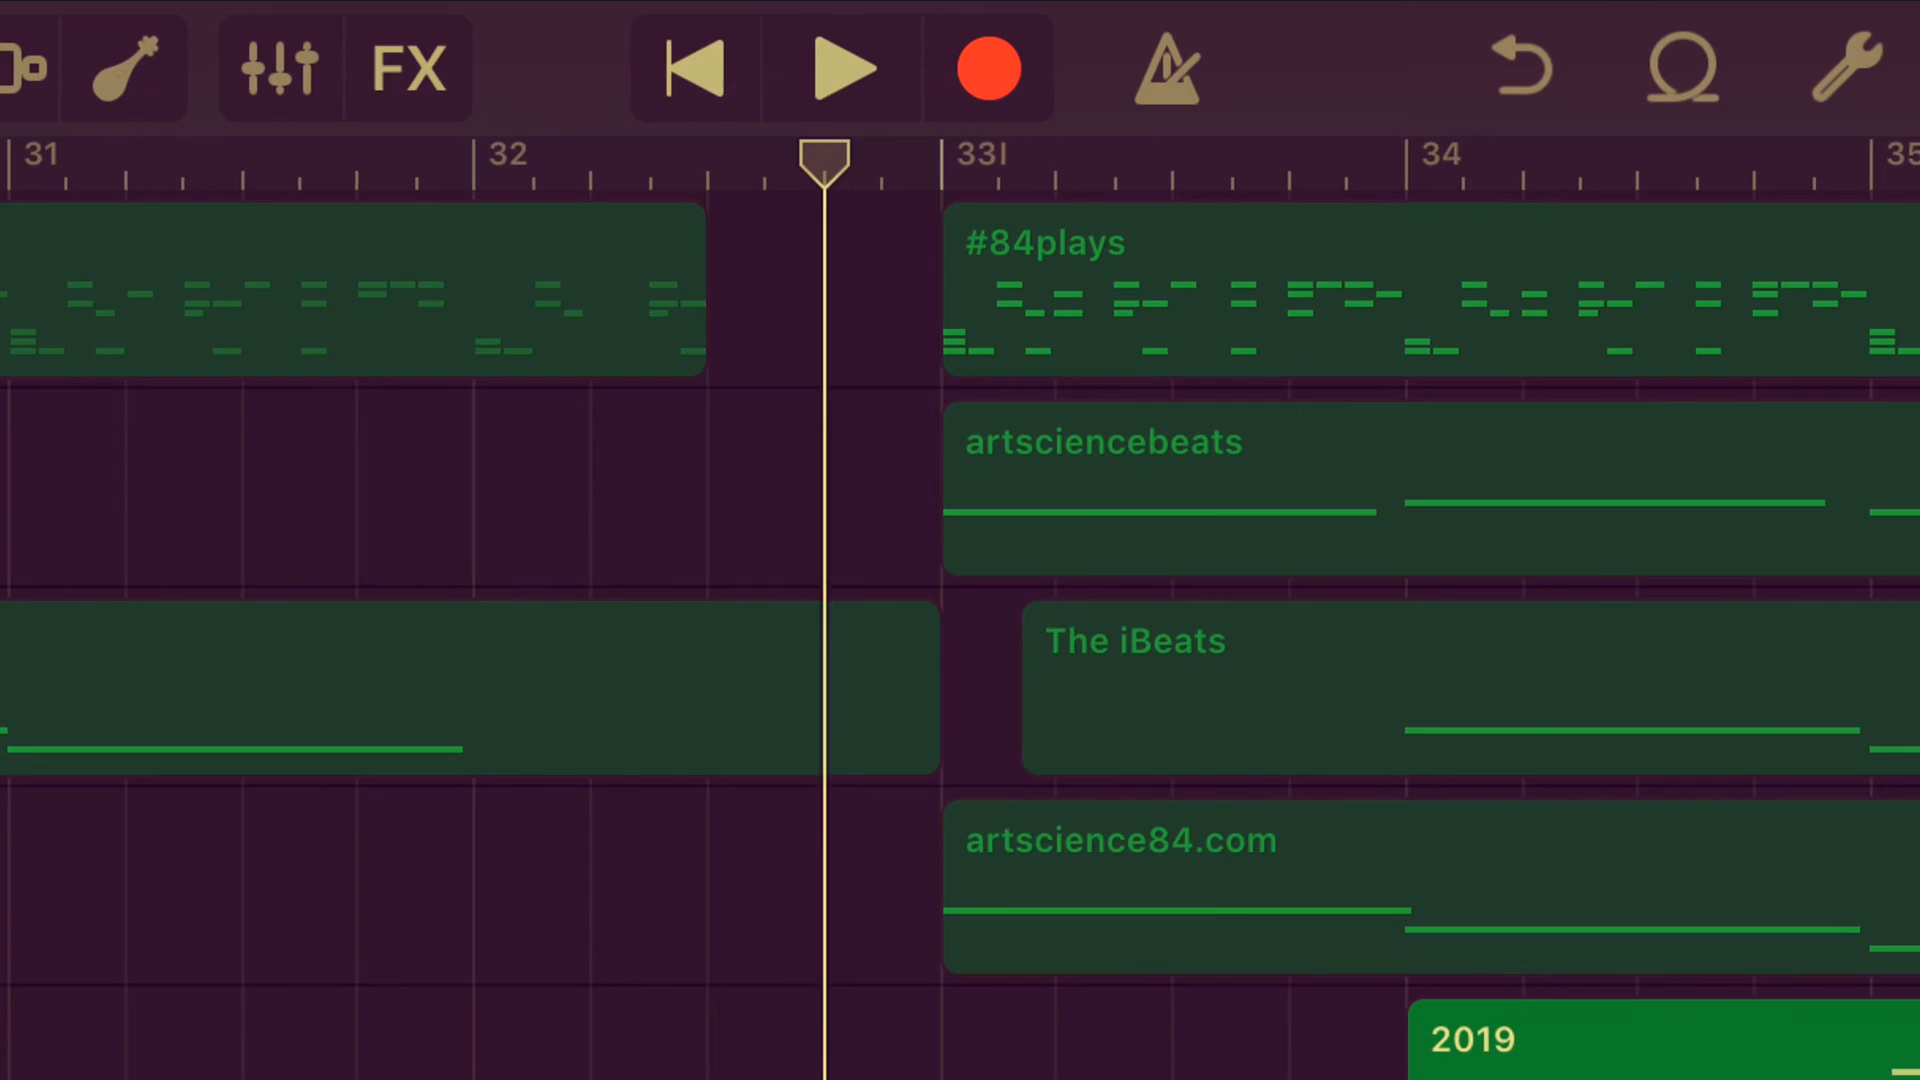 FX
31 32 33 34 35
#84plays
artsciencebeats
The iBeats
artscience84.com
2019